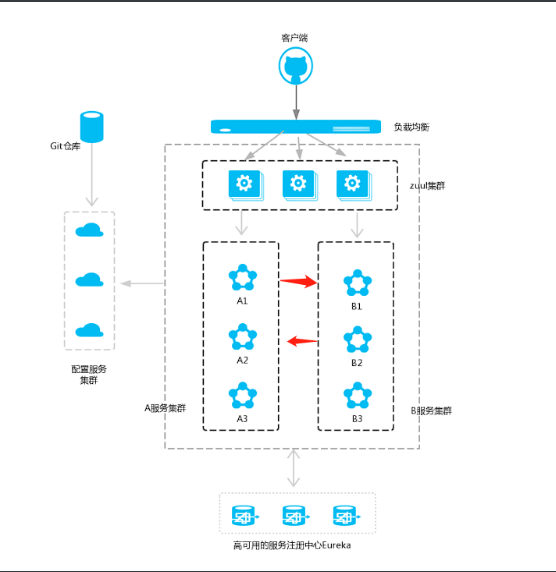 客户端
负载均衡
Git仓库
zuul集群
A1
B1
A2
B2
配置服务
集群
A服务集群
A3
B3
B服务集群
高可用的服务注册中心Eureka